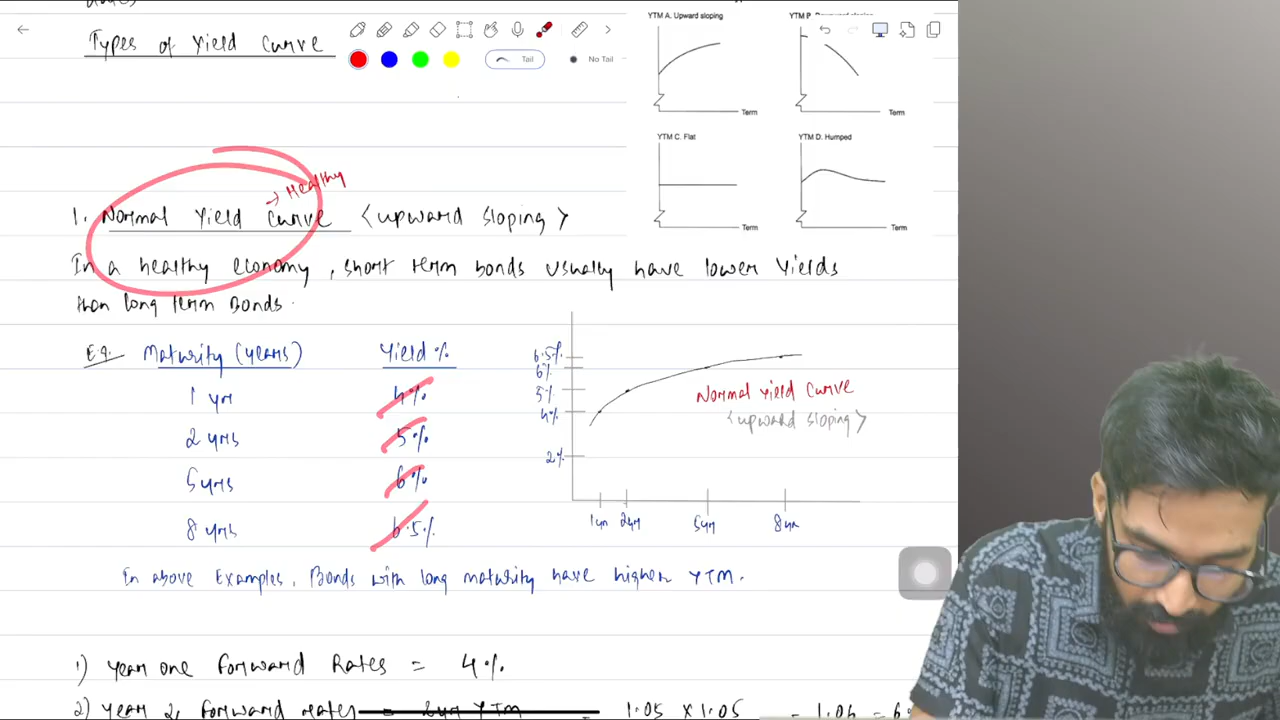 Types of Yield Curve
Tail
No Tail
YTM A. Upward sloping
Term
Term
YTM C. Flat
YTM D. Humped
Term
Term
→ Healthy
1. Normal Yield Curve <upward sloping>
In a healthy economy, short term bonds usually have lower Yields
than long term Bonds.
E.g. Maturity (years) Yield %
1 yr 4%
2 yrs 5%
5 yrs 6%
8 yrs 6.5%
6.5%
6%
5%
4%
2%
Normal Yield Curve
<upward sloping>
1yr 2yr 5yr 8yr
In above Examples, Bonds with long maturity have higher YTM.
1) Year one Forward Rates = 4%
2) Year 2 forward rates = = 1.05 X 1.05 = 1.06 = 6%